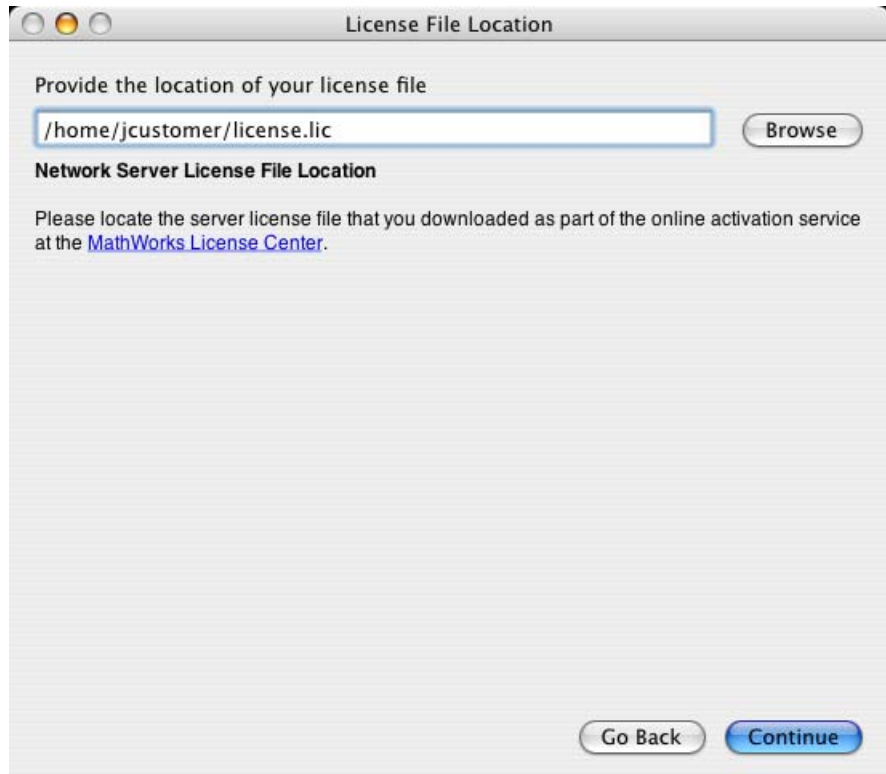 License File Location
Provide the location of your license file
/home/jcustomer/license.lic
Browse
Network Server License File Location
Please locate the server license file that you downloaded as part of the online activation service
at the MathWorks License Center.
Go Back
Continue